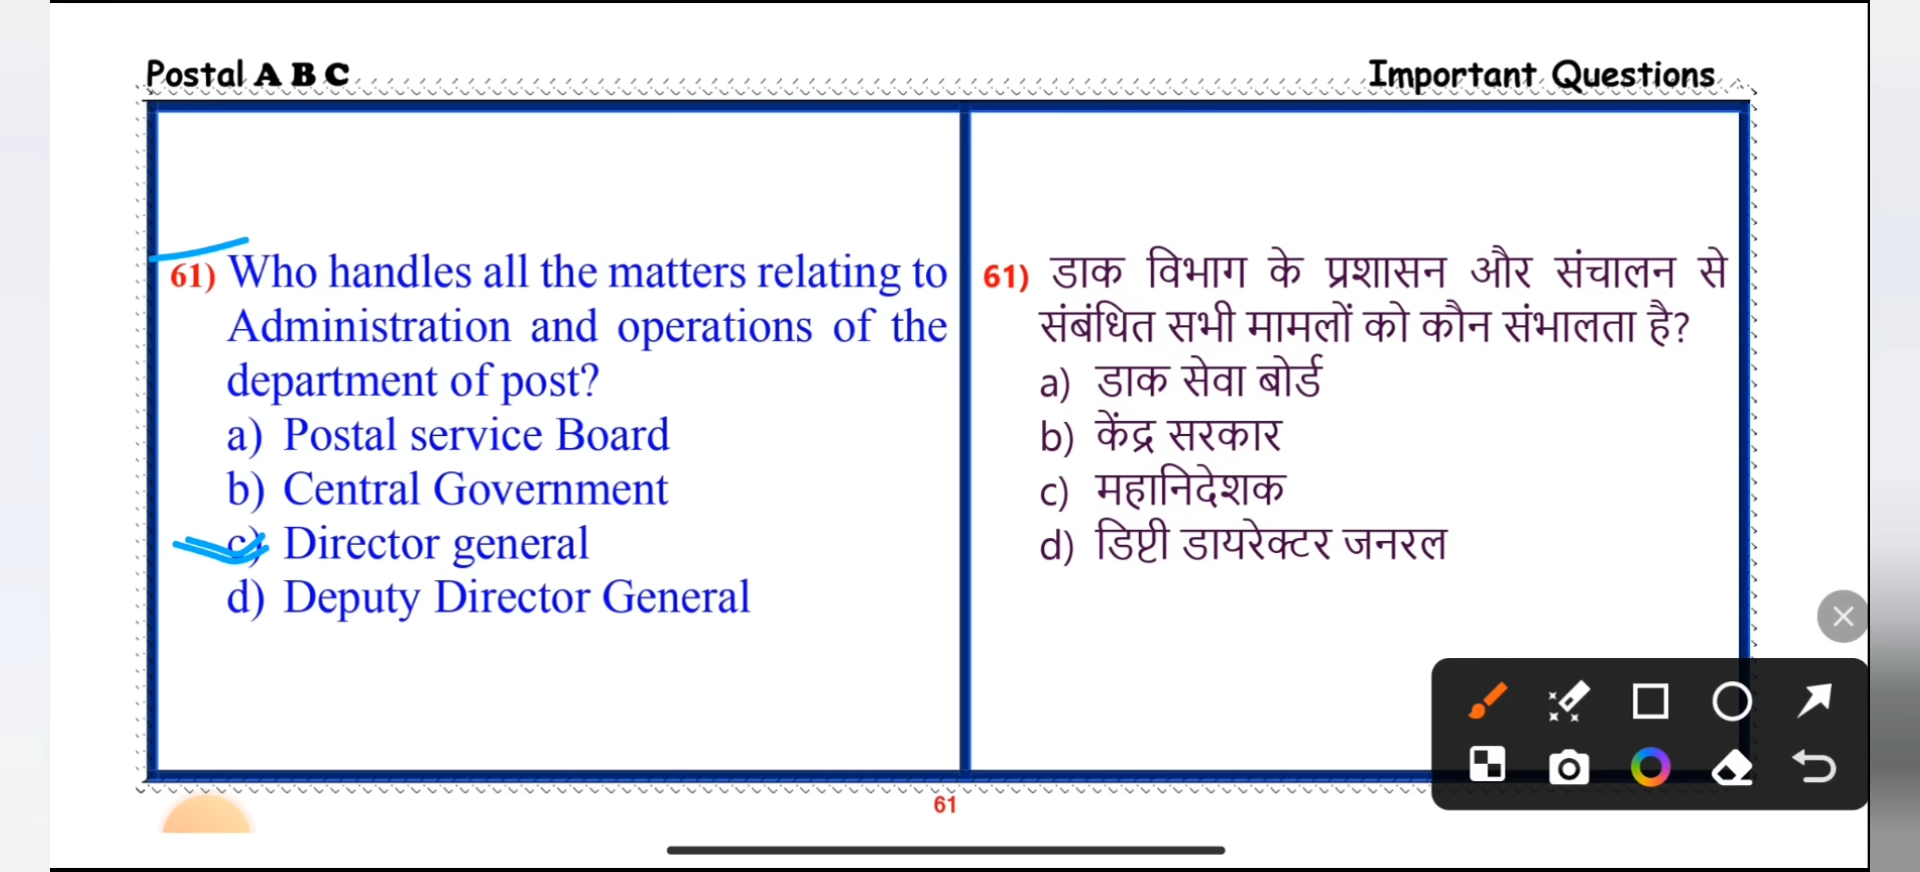 Postal A B C
Important Questions
61) Who handles all the matters relating to
Administration and operations of the
department of post?
a) Postal service Board
b) Central Government
c) Director general
d) Deputy Director General
61) डाक विभाग के प्रशासन और संचालन से
संबंधित सभी मामलों को कौन संभालता है?
a) डाक सेवा बोर्ड
b) केंद्र सरकार
c) महानिदेशक
d) डिप्टी डायरेक्टर जनरल
61